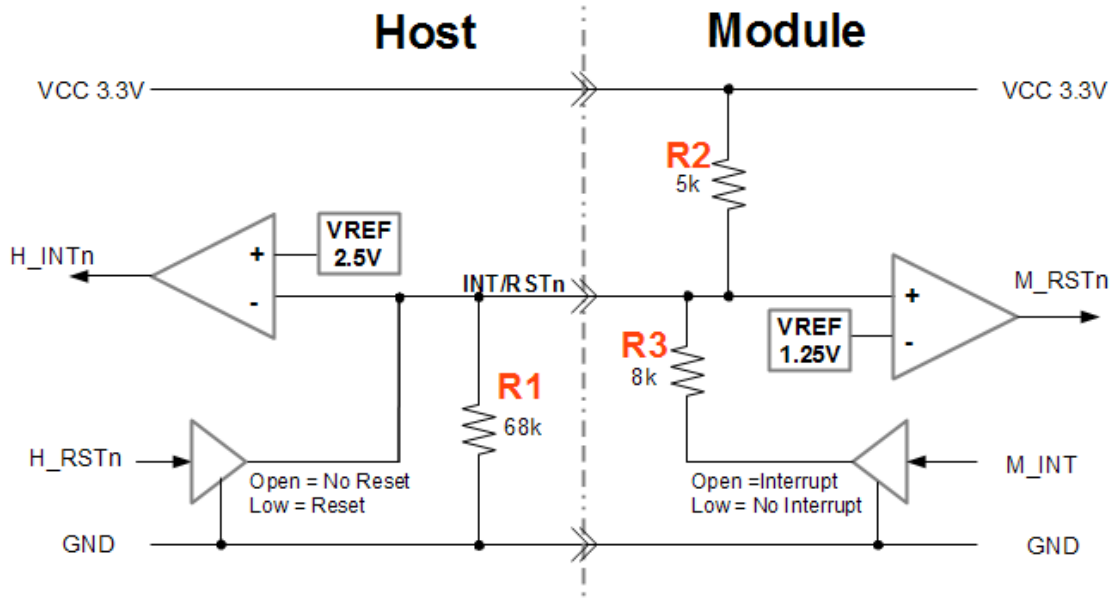 Host
Module
VCC 3.3V
VCC 3.3V
R2
5k
H_INTn
+
-
VREF
2.5V
INT/RSTn
+
-
VREF
1.25V
M_RSTn
R3
8k
R1
68k
H_RSTn
Open = No Reset
Low = Reset
Open =Interrupt
Low = No Interrupt
M_INT
GND
GND